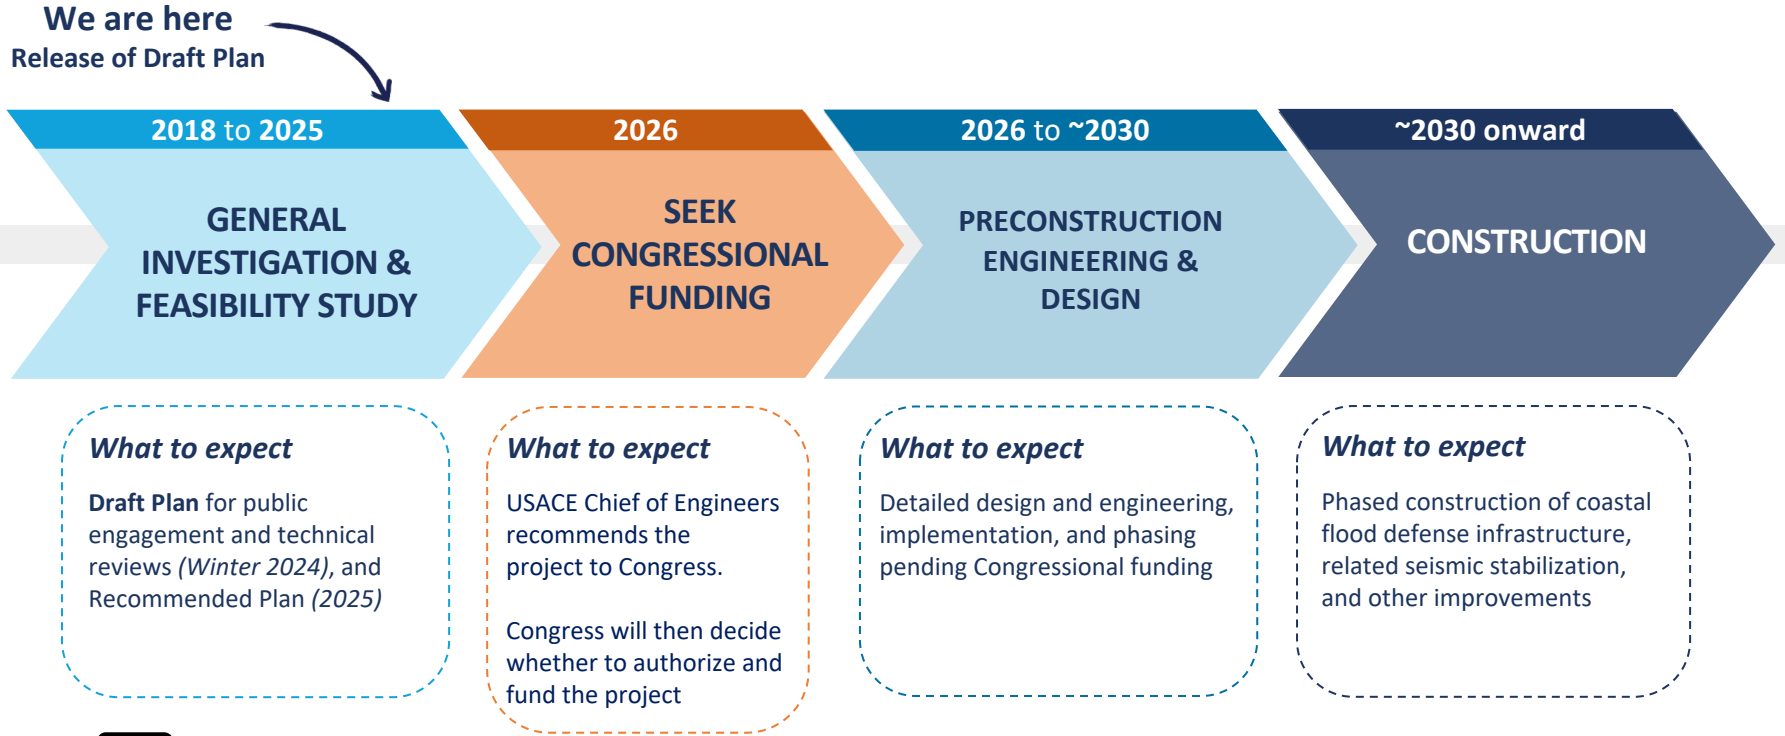 We are here
Release of Draft Plan
2018 to 2025
GENERAL
INVESTIGATION &
FEASIBILITY STUDY
What to expect
Draft Plan for public
engagement and technical
reviews (Winter 2024), and
Recommended Plan (2025)
2026
SEEK
CONGRESSIONAL
FUNDING
What to expect
USACE Chief of Engineers
recommends the
project to Congress.
Congress will then decide
whether to authorize and
fund the project
2026 to ~2030
PRECONSTRUCTION
ENGINEERING &
DESIGN
What to expect
Detailed design and engineering,
implementation, and phasing
pending Congressional funding
~2030 onward
CONSTRUCTION
What to expect
Phased construction of coastal
flood defense infrastructure,
related seismic stabilization,
and other improvements